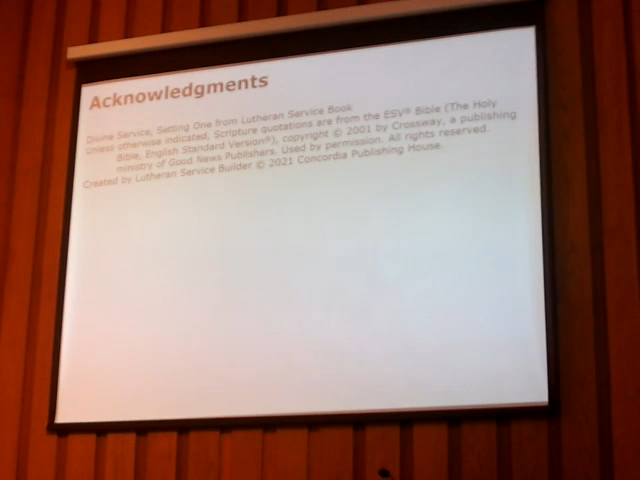 Acknowledgments
Divine Service, Setting One from Lutheran Service Book
Unless otherwise indicated, Scripture quotations are from the ESV® Bible (The Holy
Bible, English Standard Version®), copyright © 2001 by Crossway, a publishing
ministry of Good News Publishers. Used by permission. All rights reserved.
Created by Lutheran Service Builder © 2021 Concordia Publishing House.